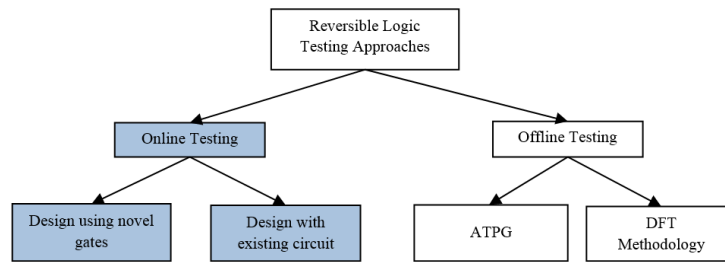 Reversible Logic
Testing Approaches
Online Testing
Offline Testing
Design using novel
gates
Design with
existing circuit
ATPG
DFT
Methodology